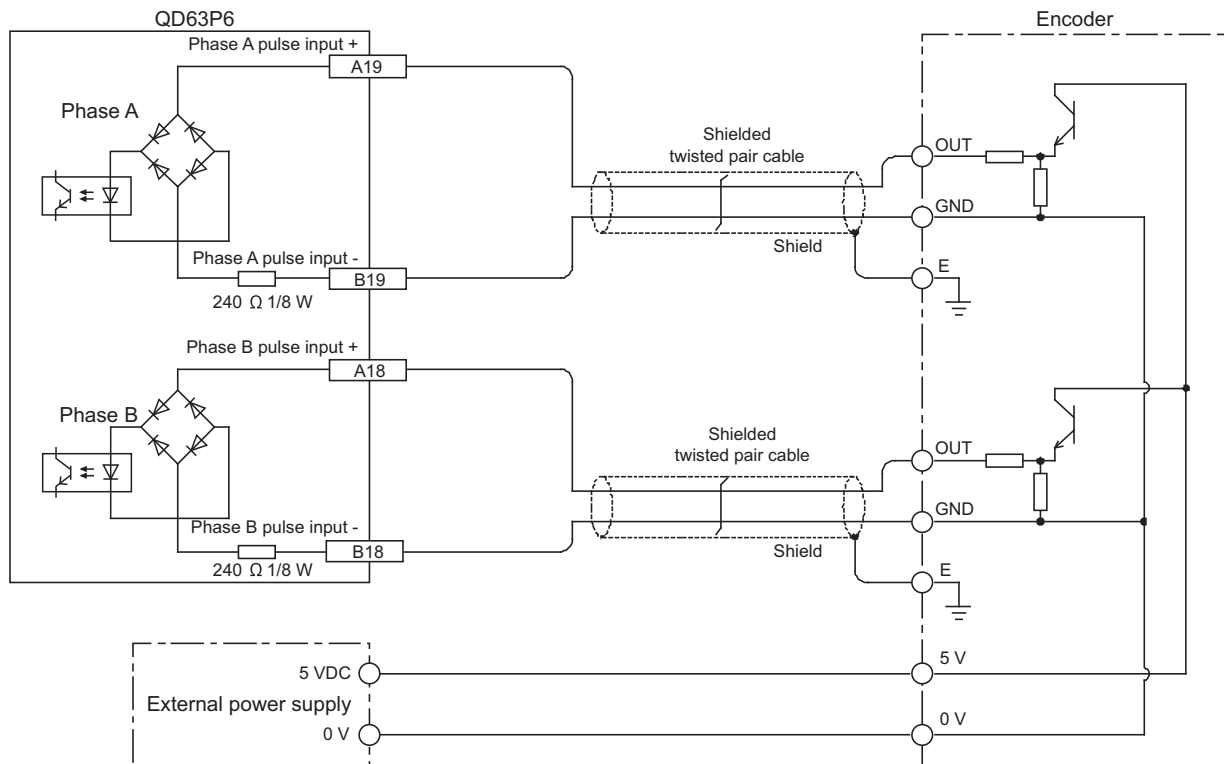 QD63P6
Encoder
Phase A pulse input +
A19
Phase A
Shielded
twisted pair cable
OUT
GND
Shield
Phase A pulse input -
E
B19
240 Ω 1/8 W
Phase B pulse input +
A18
Phase B
Shielded
twisted pair cable
OUT
GND
Phase B pulse input -
Shield
B18
240 Ω 1/8 W
E
5 VDC
5 V
External power supply
0 V
0 V